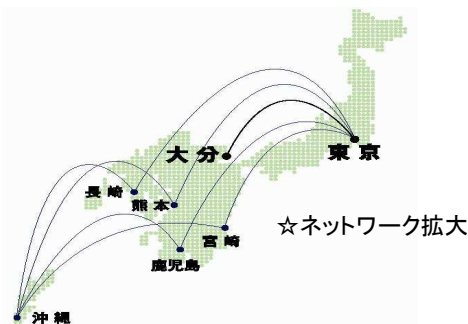 大分
東京
長崎
熊本
宮崎
☆ネットワーク拡大
鹿児島
沖縄